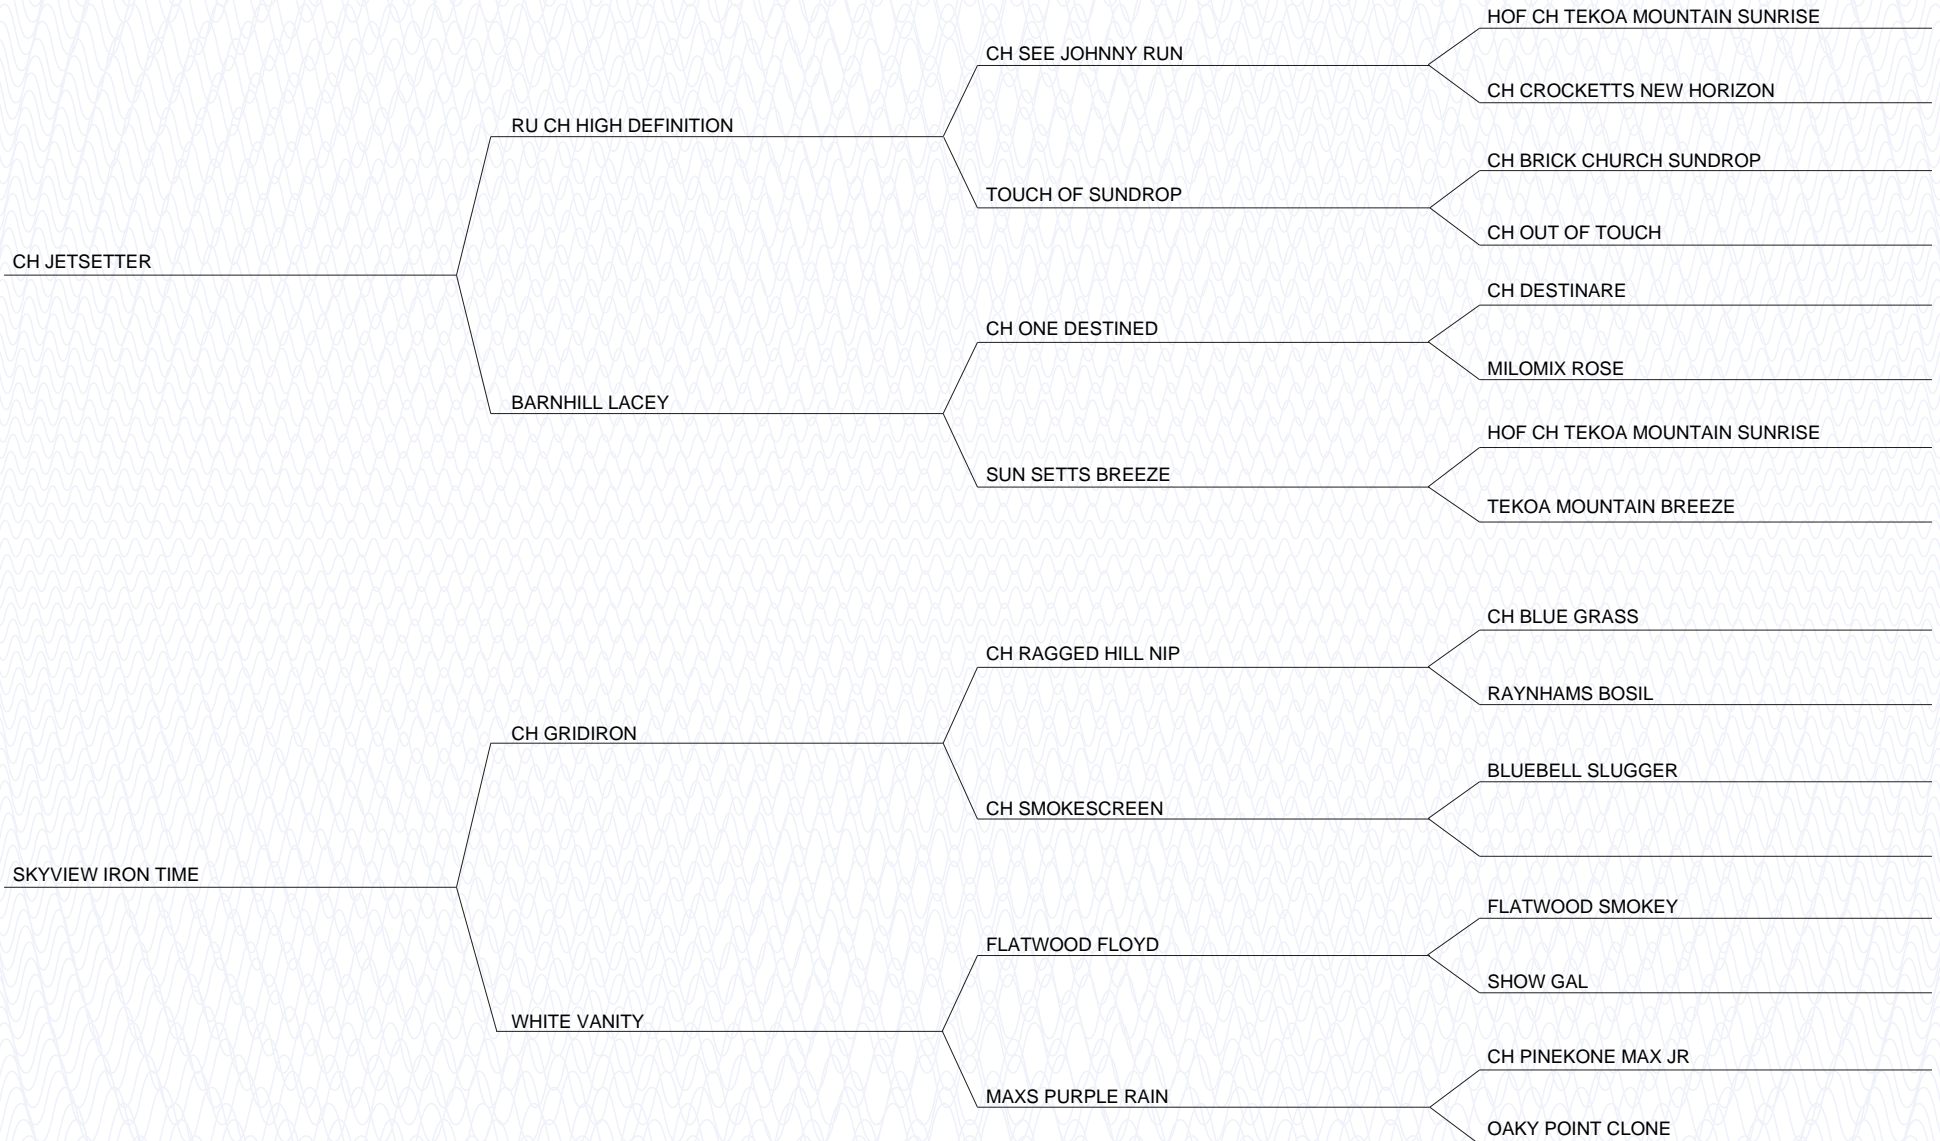 HOF CH TEKOA MOUNTAIN SUNRISE
CH SEE JOHNNY RUN
CH CROCKETTS NEW HORIZON
RU CH HIGH DEFINITION
CH BRICK CHURCH SUNDROP
TOUCH OF SUNDROP
CH OUT OF TOUCH
CH JETSETTER
CH DESTINARE
CH ONE DESTINED
MILOMIX ROSE
BARNHILL LACEY
HOF CH TEKOA MOUNTAIN SUNRISE
SUN SETTS BREEZE
TEKOA MOUNTAIN BREEZE
CH BLUE GRASS
CH RAGGED HILL NIP
RAYNHAMS BOSIL
CH GRIDIRON
BLUEBELL SLUGGER
CH SMOKESCREEN
SKYVIEW IRON TIME
FLATWOOD SMOKEY
FLATWOOD FLOYD
SHOW GAL
WHITE VANITY
CH PINEKONE MAX JR
MAXS PURPLE RAIN
OAKY POINT CLONE